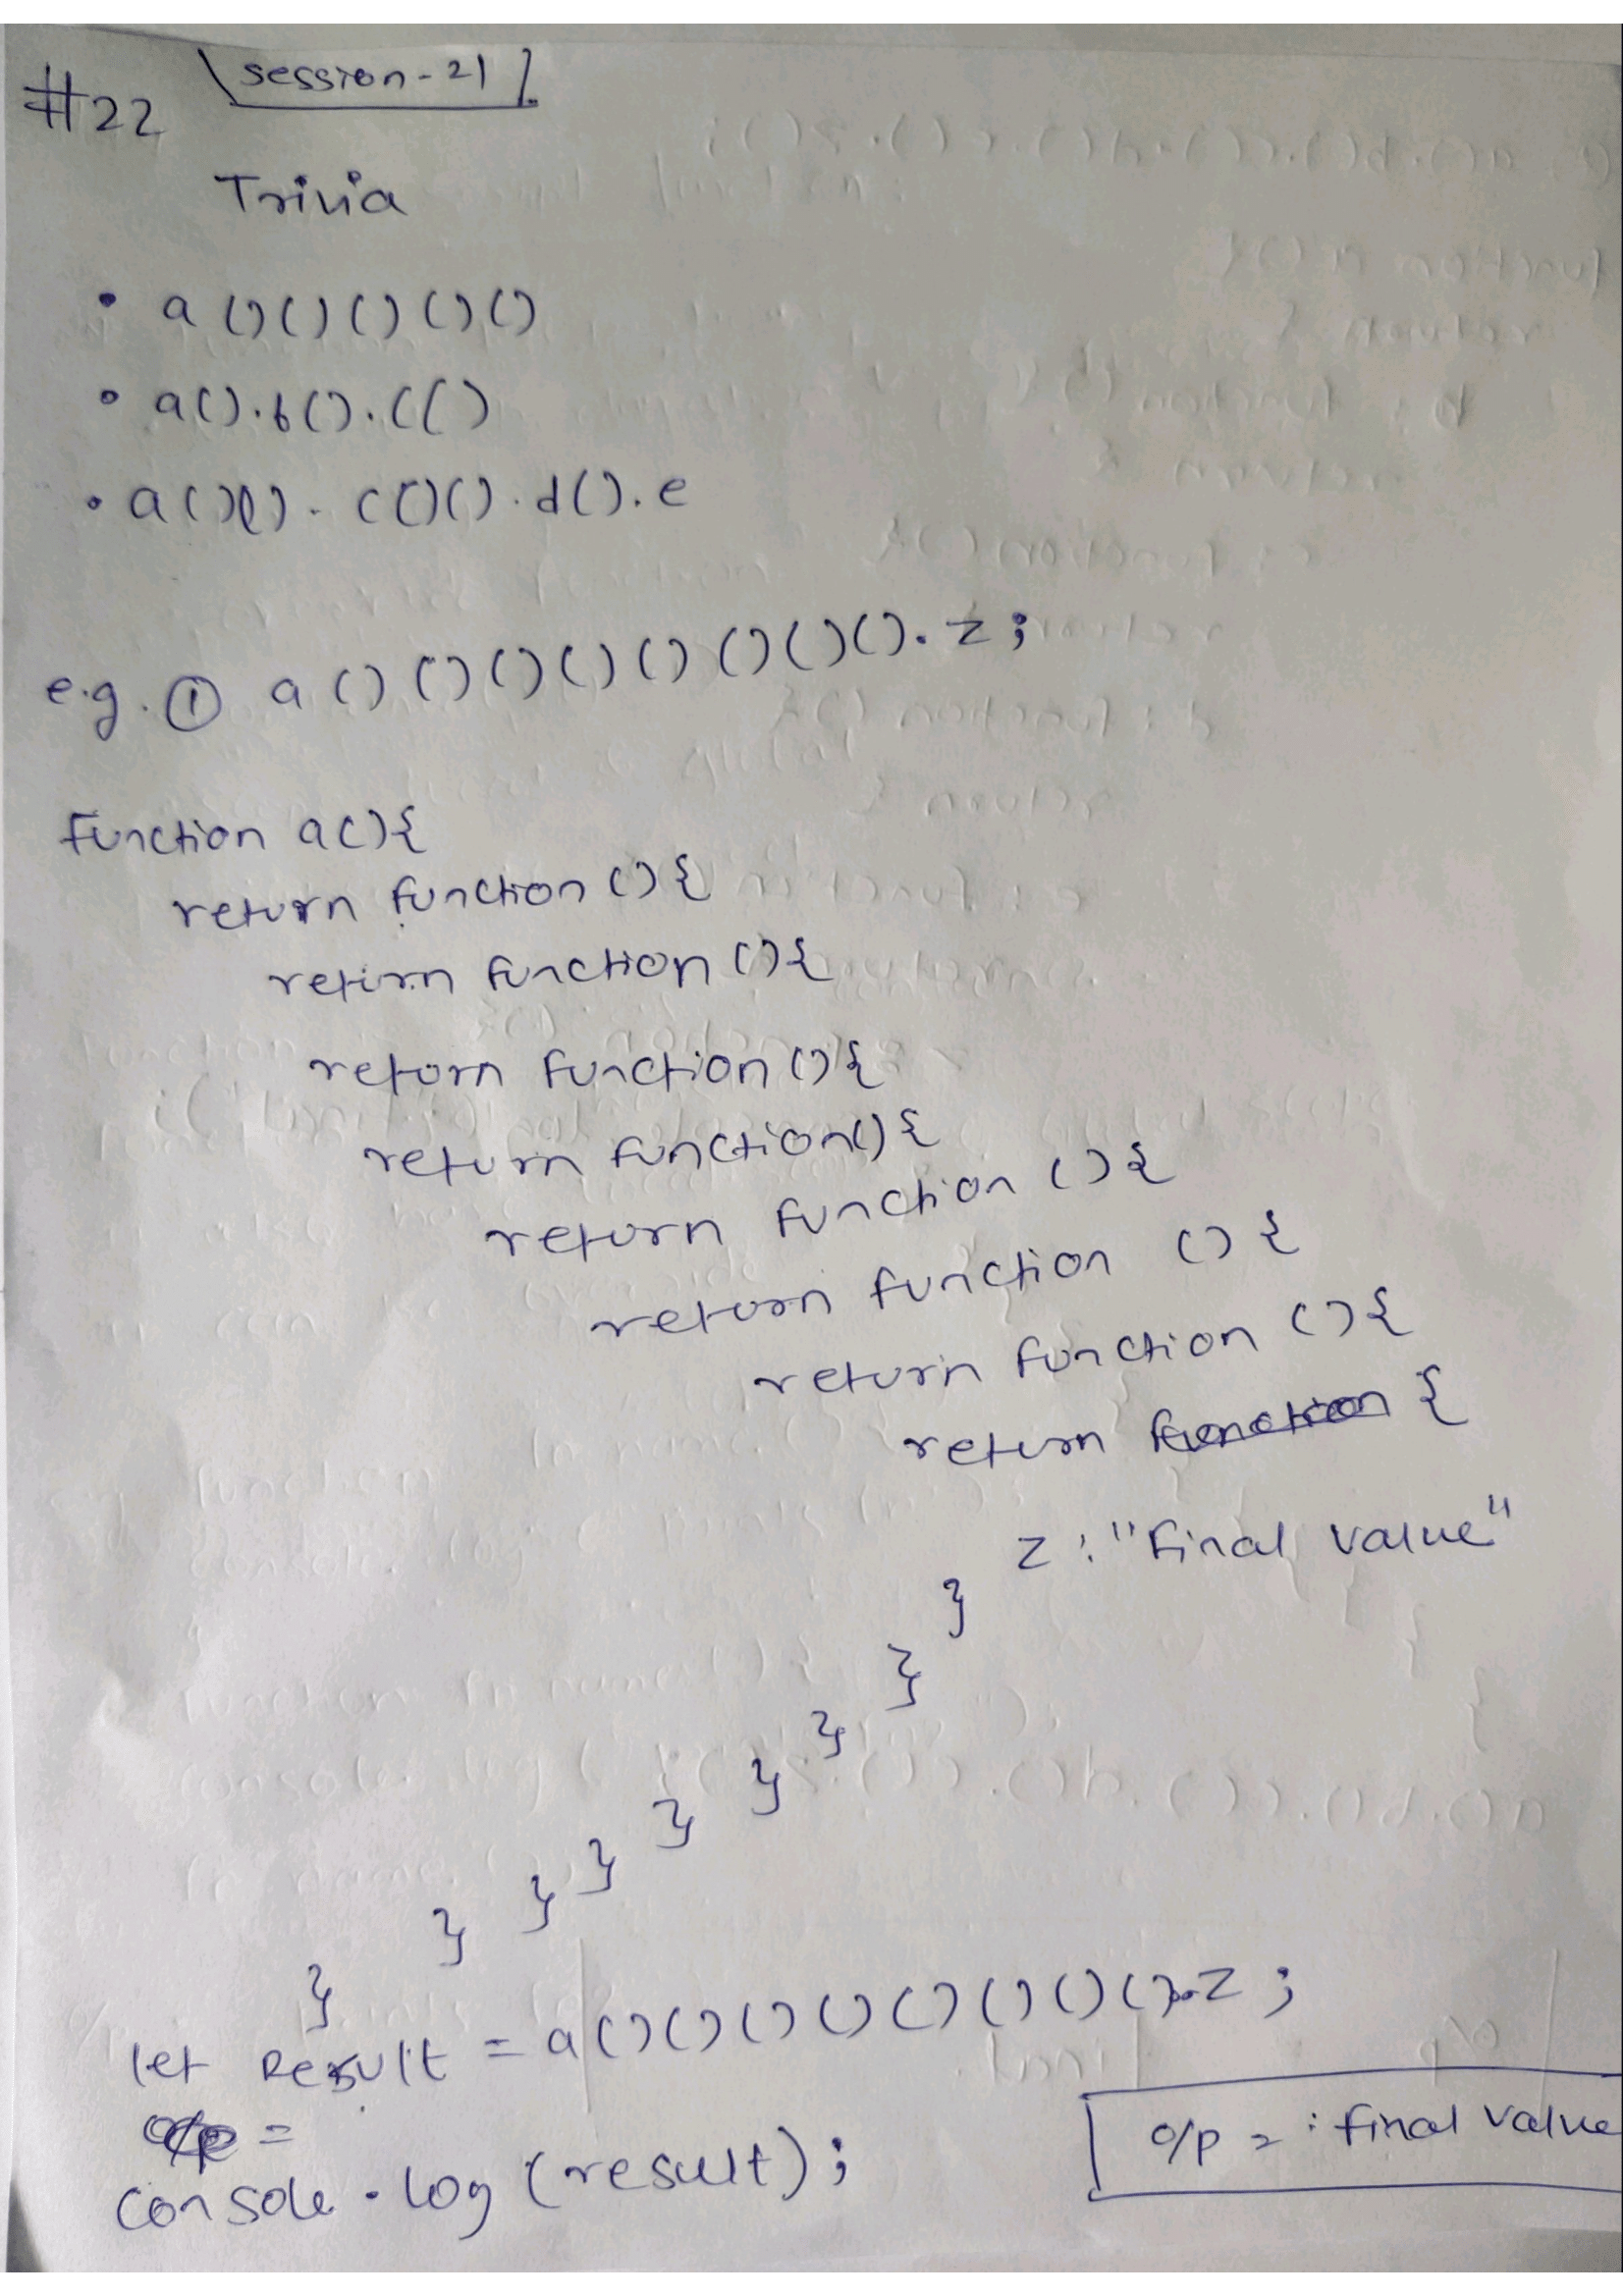 #22 session-21
Trivia
• a()()()()()
• a().b().c()
• a()().c()().d().e
e.g. ① a()()()()()()()().z;
function a(){
return function(){
return function(){
return function(){
return function(){
return function(){
return function(){
return function(){
return {
z: "Final value"
}
}
}
}
}
}
}
}
}
let Result = a()()()()()()()().z;
console.log(result);
o/p = : final value